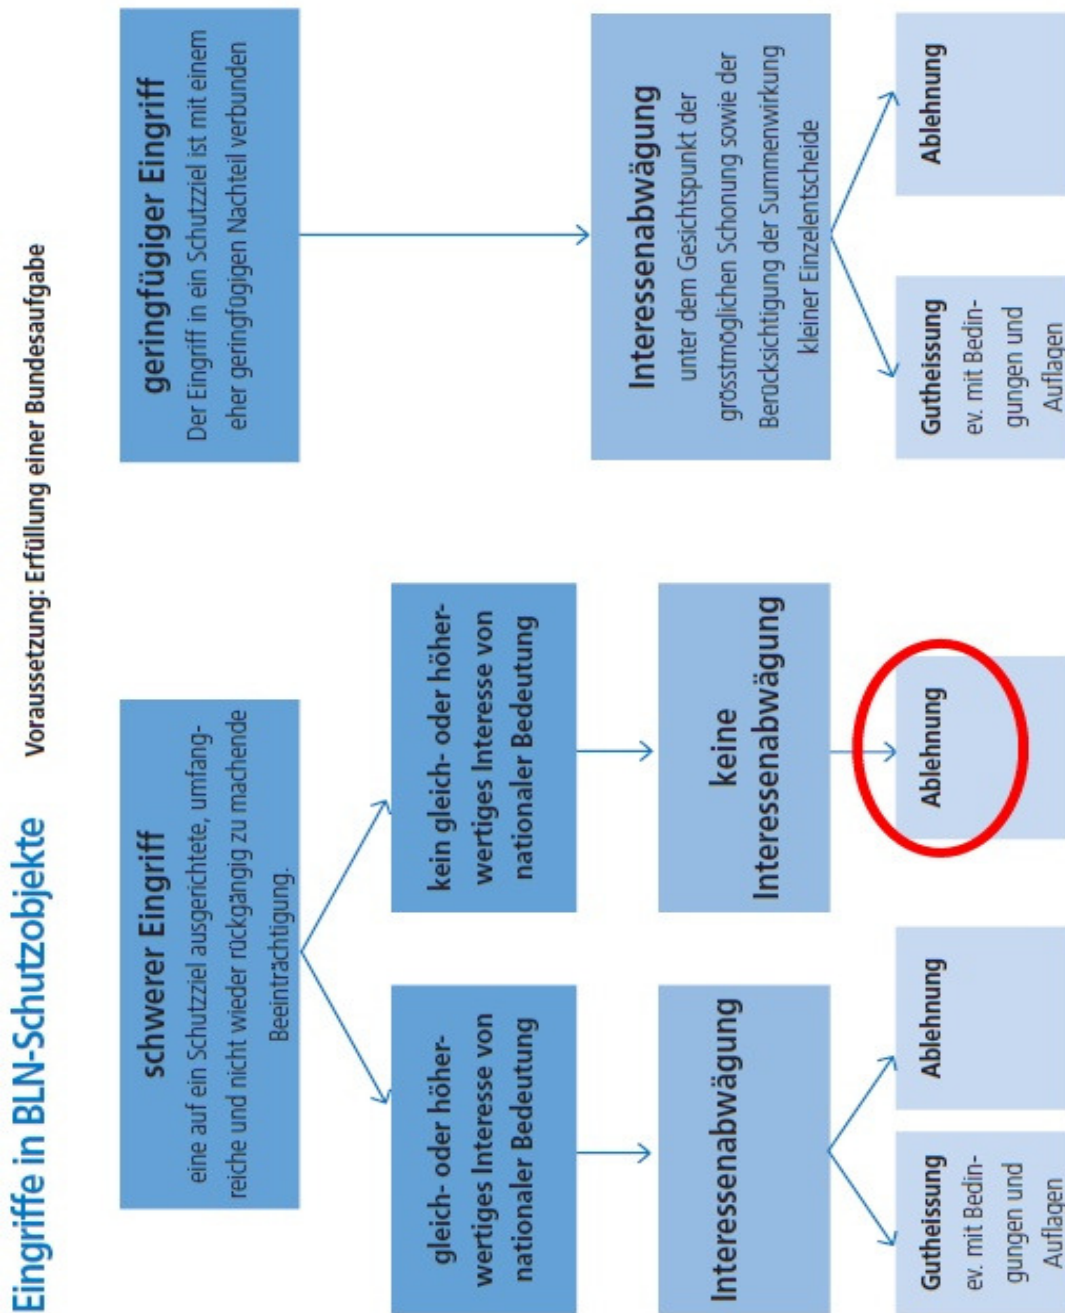 Eingriffe in BLN-Schutzobjekte
Voraussetzung: Erfüllung einer Bundesaufgabe
schwerer Eingriff
eine auf ein Schutzziel ausgerichtete, umfang-
reiche und nicht wieder rückgängig zu machende
Beeinträchtigung.
geringfügiger Eingriff
Der Eingriff in ein Schutzziel ist mit einem
eher geringfügigen Nachteil verbunden
gleich- oder höher-
wertiges Interesse von
nationaler Bedeutung
kein gleich- oder höher-
wertiges Interesse von
nationaler Bedeutung
Interessenabwägung
keine
Interessenabwägung
Interessenabwägung
unter dem Gesichtspunkt der
grösstmöglichen Schonung sowie der
Berücksichtigung der Summenwirkung
kleiner Einzelentscheide
Gutheissung
ev. mit Bedin-
gungen und
Auflagen
Ablehnung
Ablehnung
Gutheissung
ev. mit Bedin-
gungen und
Auflagen
Ablehnung